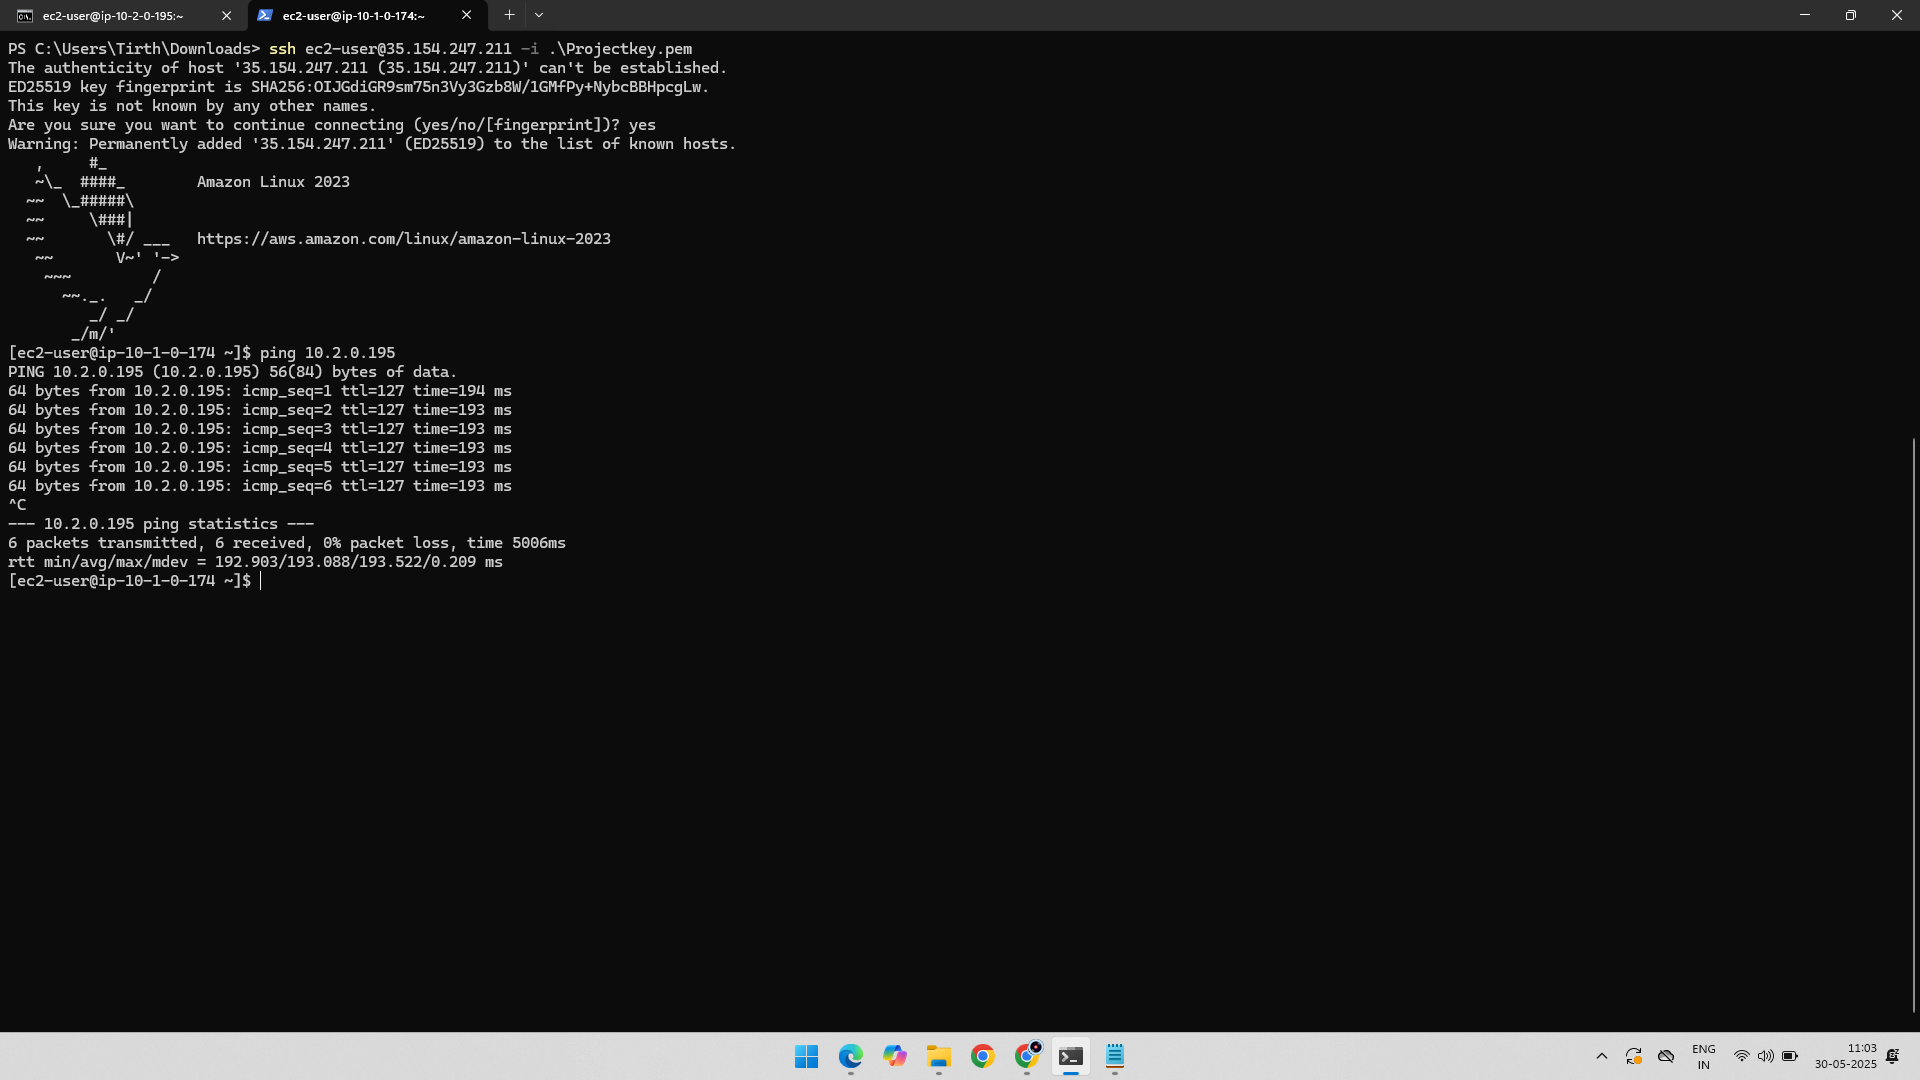 ec2-user@ip-10-2-0-195:~
ec2-user@ip-10-1-0-174:~
PS C:\Users\Tirth\Downloads> ssh ec2-user@35.154.247.211 -i .\Projectkey.pem
The authenticity of host '35.154.247.211 (35.154.247.211)' can't be established.
ED25519 key fingerprint is SHA256:OIJGdiGR9sm75n3Vy3Gzb8W/1GMfPy+NybcBBHpcgLw.
This key is not known by any other names.
Are you sure you want to continue connecting (yes/no/[fingerprint])? yes
Warning: Permanently added '35.154.247.211' (ED25519) to the list of known hosts.
   ,     #_
   ~\_  ####_        Amazon Linux 2023
  ~~  \_#####\
  ~~     \###|
  ~~       \#/ ___   https://aws.amazon.com/linux/amazon-linux-2023
   ~~       V~' '->
    ~~~         /
      ~~._.   _/
         _/ _/
       _/m/'
[ec2-user@ip-10-1-0-174 ~]$ ping 10.2.0.195
PING 10.2.0.195 (10.2.0.195) 56(84) bytes of data.
64 bytes from 10.2.0.195: icmp_seq=1 ttl=127 time=194 ms
64 bytes from 10.2.0.195: icmp_seq=2 ttl=127 time=193 ms
64 bytes from 10.2.0.195: icmp_seq=3 ttl=127 time=193 ms
64 bytes from 10.2.0.195: icmp_seq=4 ttl=127 time=193 ms
64 bytes from 10.2.0.195: icmp_seq=5 ttl=127 time=193 ms
64 bytes from 10.2.0.195: icmp_seq=6 ttl=127 time=193 ms
^C
--- 10.2.0.195 ping statistics ---
6 packets transmitted, 6 received, 0% packet loss, time 5006ms
rtt min/avg/max/mdev = 192.903/193.088/193.522/0.209 ms
[ec2-user@ip-10-1-0-174 ~]$
ENG
IN
11:03
30-05-2025